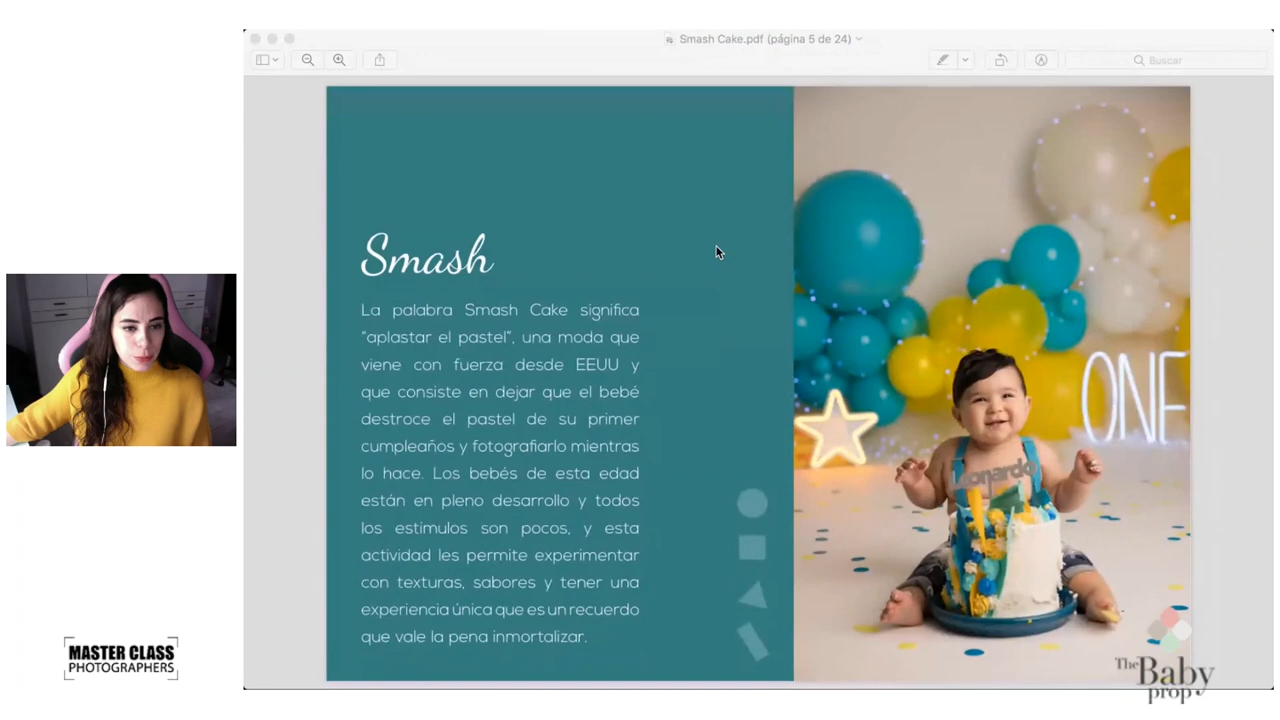 Smash Cake.pdf (página 5 de 24)
Buscar
Smash
La palabra Smash Cake significa
"aplastar el pastel", una moda que
viene con fuerza desde EEUU y
que consiste en dejar que el bebé
destroce el pastel de su primer
cumpleaños y fotografiarlo mientras
lo hace. Los bebés de esta edad
están en pleno desarrollo y todos
los estimulos son pocos, y esta
actividad les permite experimentar
con texturas, sabores y tener una
experiencia única que es un recuerdo
que vale la pena inmortalizar.
ONE
Leonardo
MASTER CLASS
PHOTOGRAPHERS
The Baby
prop